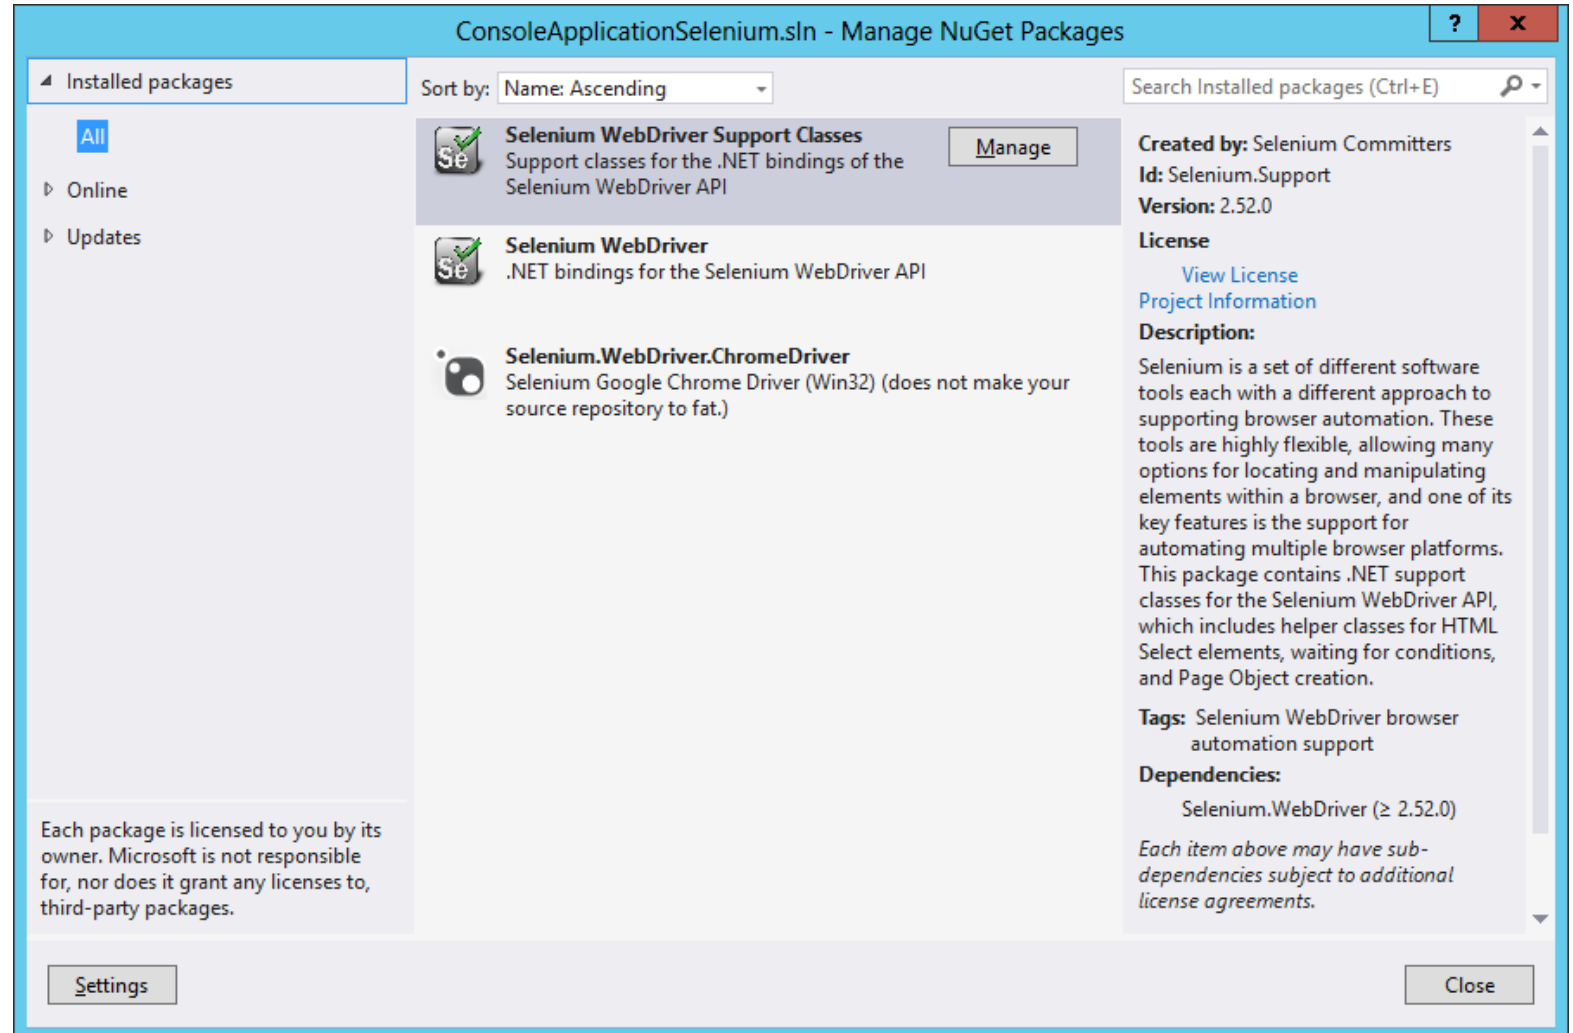 ConsoleApplicationSelenium.sln - Manage NuGet Packages
?
x
Installed packages
All
Online
Updates
Each package is licensed to you by its
owner. Microsoft is not responsible
for, nor does it grant any licenses to,
third-party packages.
Settings
Sort by: Name: Ascending
Se
Selenium WebDriver Support Classes
Support classes for the .NET bindings of the
Selenium WebDriver API
Manage
Se
Selenium WebDriver
.NET bindings for the Selenium WebDriver API
Selenium.WebDriver.ChromeDriver
Selenium Google Chrome Driver (Win32) (does not make your
source repository to fat.)
Search Installed packages (Ctrl+E)
Created by: Selenium Committers
Id: Selenium.Support
Version: 2.52.0
License
View License
Project Information
Description:
Selenium is a set of different software
tools each with a different approach to
supporting browser automation. These
tools are highly flexible, allowing many
options for locating and manipulating
elements within a browser, and one of its
key features is the support for
automating multiple browser platforms.
This package contains .NET support
classes for the Selenium WebDriver API,
which includes helper classes for HTML
Select elements, waiting for conditions,
and Page Object creation.
Tags: Selenium WebDriver browser
automation support
Dependencies:
Selenium.WebDriver (≥ 2.52.0)
Each item above may have sub-
dependencies subject to additional
license agreements.
Close